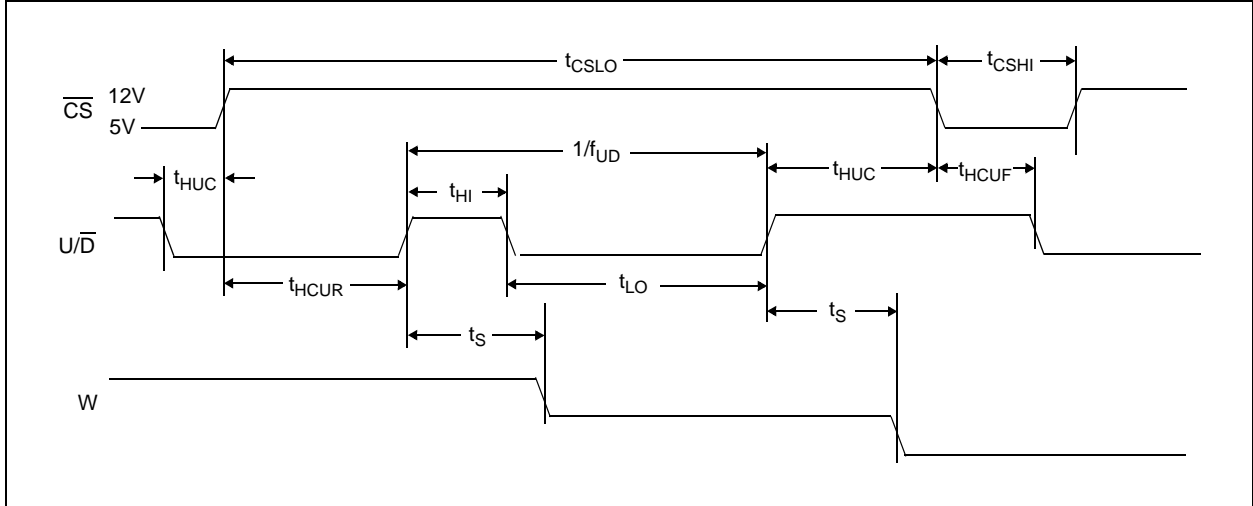 tCSLO
tCSHI
CS
12V
5V
1/fUD
tHUC
tHI
tHUC
tHCUF
U/D
tHCUR
tLO
tS
tS
W